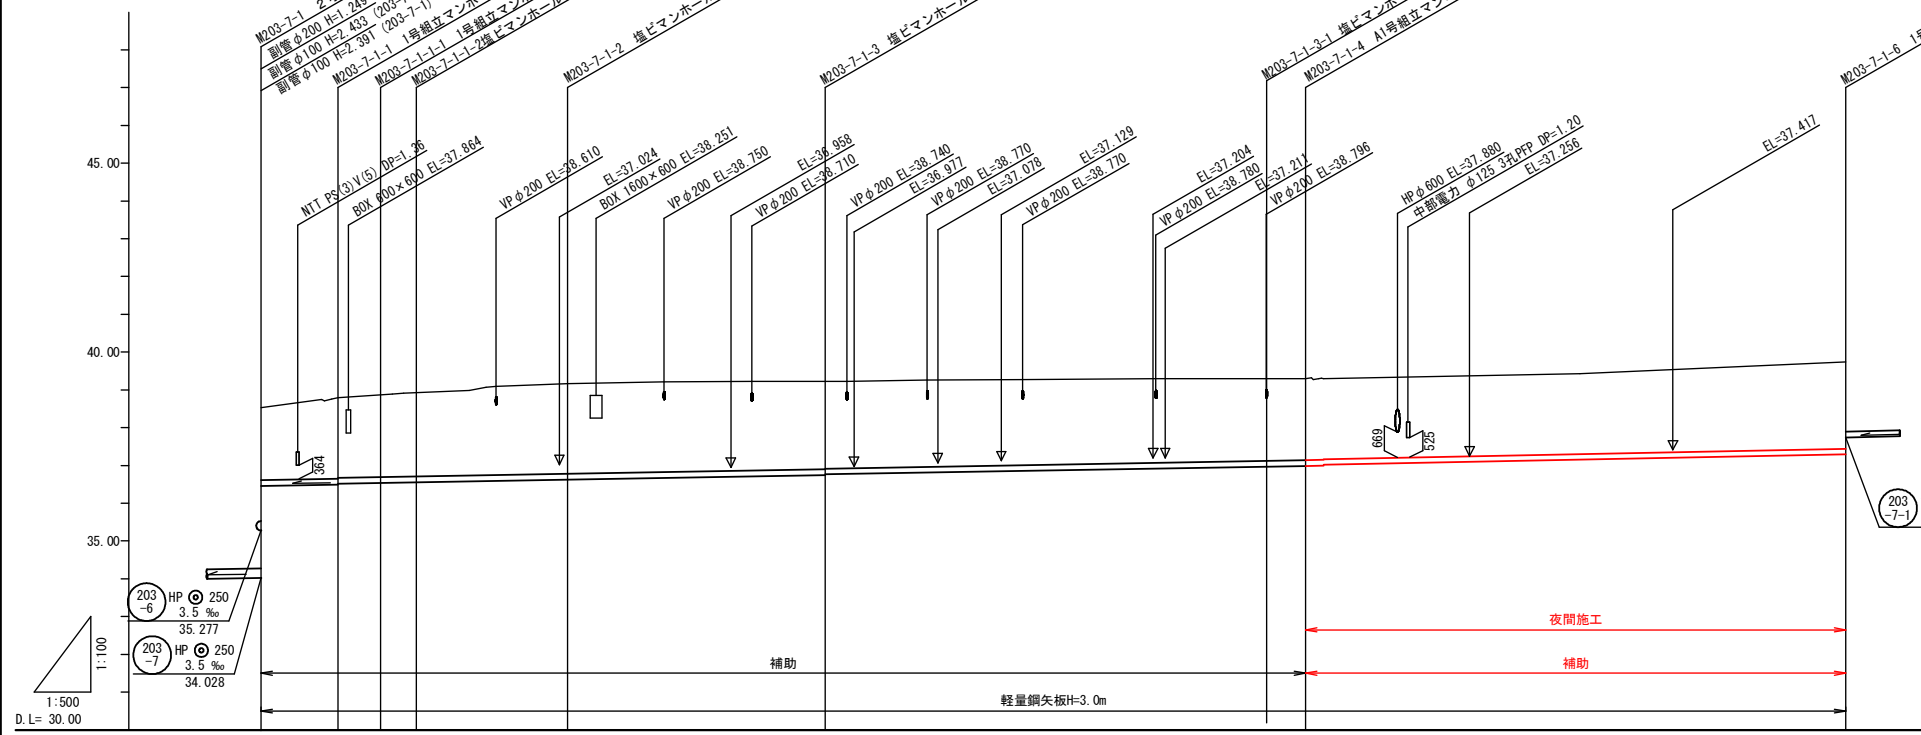 M203-7-1
副管φ200 H=1.249
副管φ100 H=2.433 (203-
副管φ100 H=2.391 (203-7-1)
M203-7-1-1 1号組立マンホ
M203-7-1-1-1 1号組立マン
M203-7-1-1-2塩ビマンホール
M203-7-1-2 塩ビマンホール
M203-7-1-3 塩ビマンホール
M203-7-1-3-1 塩ビマンホ
M203-7-1-4 A1号組立マン
M203-7-1-6 1号
NTT PS(3)V(5) DP=1.36
BOX 600×600 EL=37.864
VPφ200 EL=38.610
EL=37.024
BOX 1600×600 EL=38.251
VPφ200 EL=38.750
EL=36.958
VPφ200 EL=38.710
VPφ200 EL=38.740
EL=36.977
VPφ200 EL=38.770
EL=37.078
EL=37.129
VPφ200 EL=38.770
EL=37.204
VPφ200 EL=38.780
EL=37.211
VPφ200 EL=38.796
HPφ600 EL=37.880
中部電力 φ125 3孔PFP DP=1.20
EL=37.256
EL=37.417
45.00
40.00
35.00
364
669
525
203
-7-1
203
-6
HP 250
3.5 ‰
35.277
203
-7
HP 250
3.5 ‰
34.028
夜間施工
補助
補助
軽量鋼矢板H=3.0m
1:100
1:500
D.L= 30.00